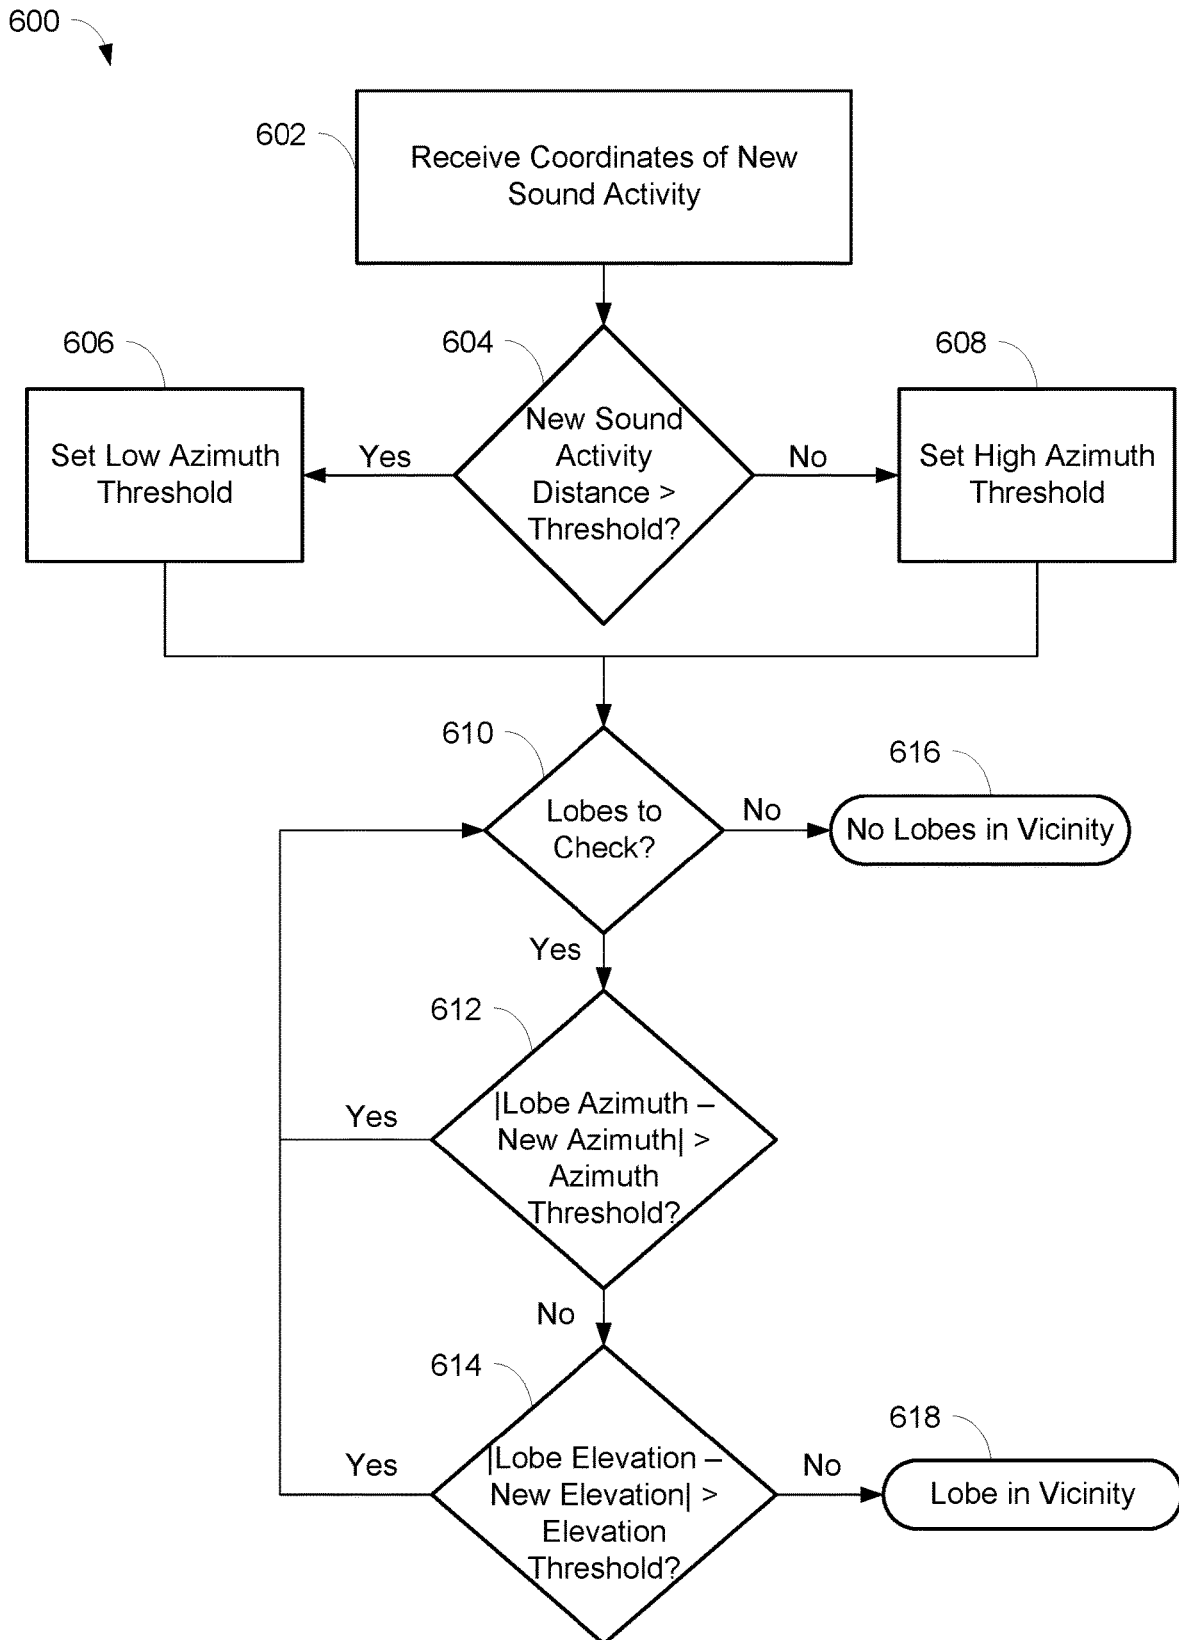 600
602
Receive Coordinates of New
Sound Activity
606
604
608
Set Low Azimuth
Threshold
Yes
New Sound
Activity
Distance >
Threshold?
No
Set High Azimuth
Threshold
610
616
Lobes to
Check?
No
No Lobes in Vicinity
Yes
612
Yes
|Lobe Azimuth –
New Azimuth| >
Azimuth
Threshold?
No
614
618
Yes
|Lobe Elevation –
New Elevation| >
Elevation
Threshold?
No
Lobe in Vicinity